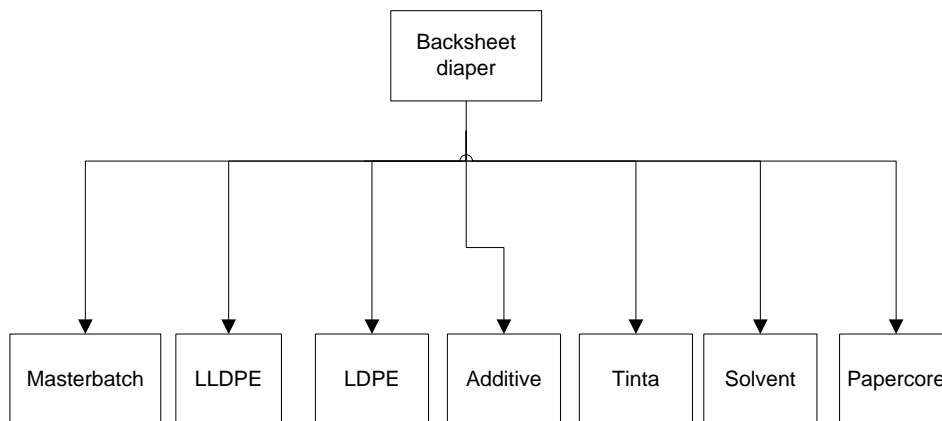 Backsheet
diaper
Masterbatch
LLDPE
LDPE
Additive
Tinta
Solvent
Papercore